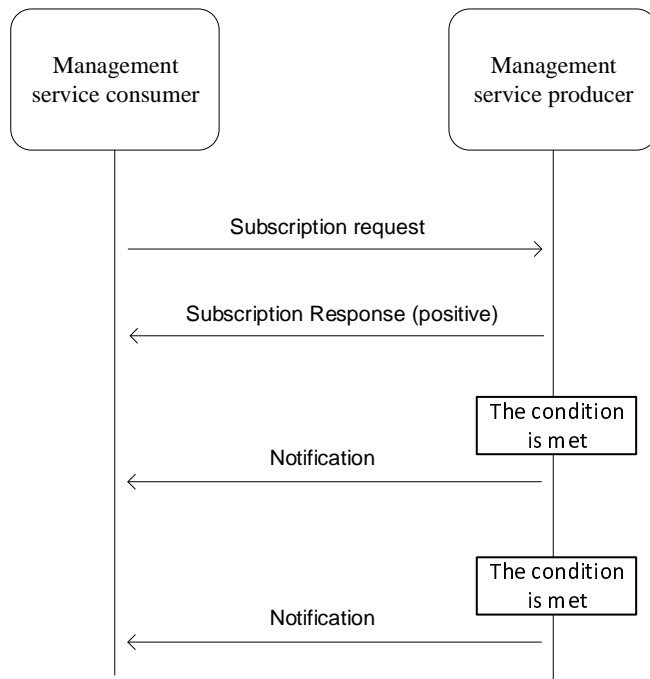 Management
service consumer
Management
service producer
Subscription request
Subscription Response (positive)
The condition
is met
Notification
The condition
is met
Notification